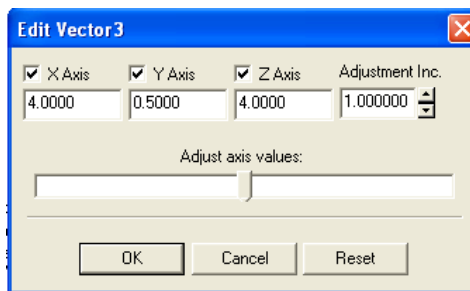 Edit Vector3
X Axis Y Axis Z Axis Adjustment Inc.
4.0000 0.5000 4.0000 1.000000
Adjust axis values:
OK Cancel Reset